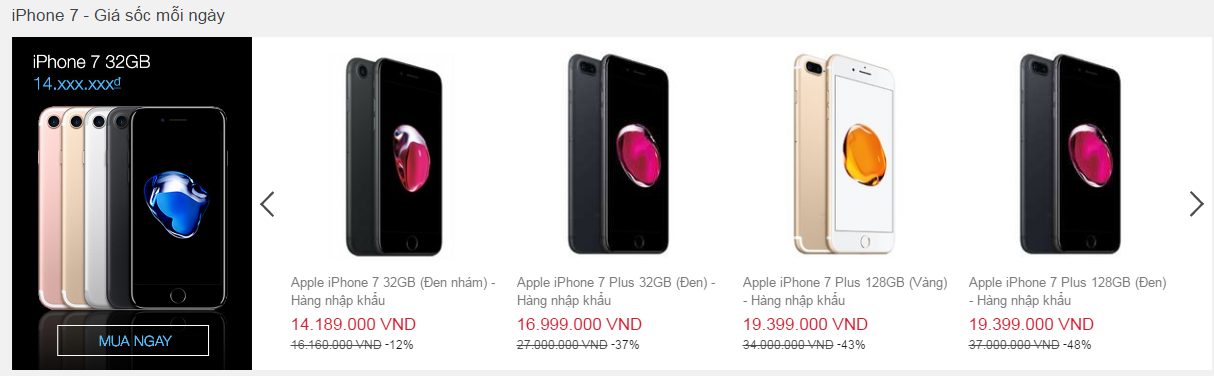 iPhone 7 - Giá sốc mỗi ngày
iPhone 7 32GB
14.xxx.xxxđ
MUA NGAY
Apple iPhone 7 32GB (Đen nhám) -
Hàng nhập khẩu
14.189.000 VND
16.160.000 VND -12%
Apple iPhone 7 Plus 32GB (Đen) -
Hàng nhập khẩu
16.999.000 VND
27.000.000 VND -37%
Apple iPhone 7 Plus 128GB (Vàng)
- Hàng nhập khẩu
19.399.000 VND
34.000.000 VND -43%
Apple iPhone 7 Plus 128GB (Đen)
- Hàng nhập khẩu
19.399.000 VND
37.000.000 VND -48%